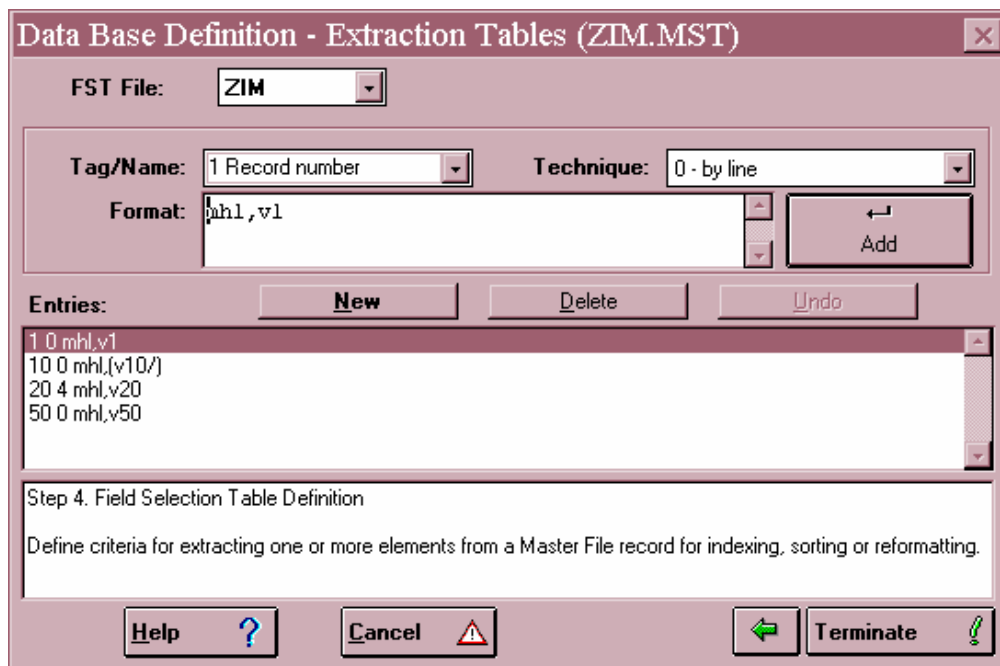 Data Base Definition - Extraction Tables (ZIM.MST)
FST File: ZIM
Tag/Name: 1 Record number Technique: 0 - by line
Format: mhl,v1
Add
Entries: New Delete Undo
1 0 mhl,v1
10 0 mhl,(v10/)
20 4 mhl,v20
50 0 mhl,v50
Step 4. Field Selection Table Definition
Define criteria for extracting one or more elements from a Master File record for indexing, sorting or reformatting.
Help ? Cancel Terminate